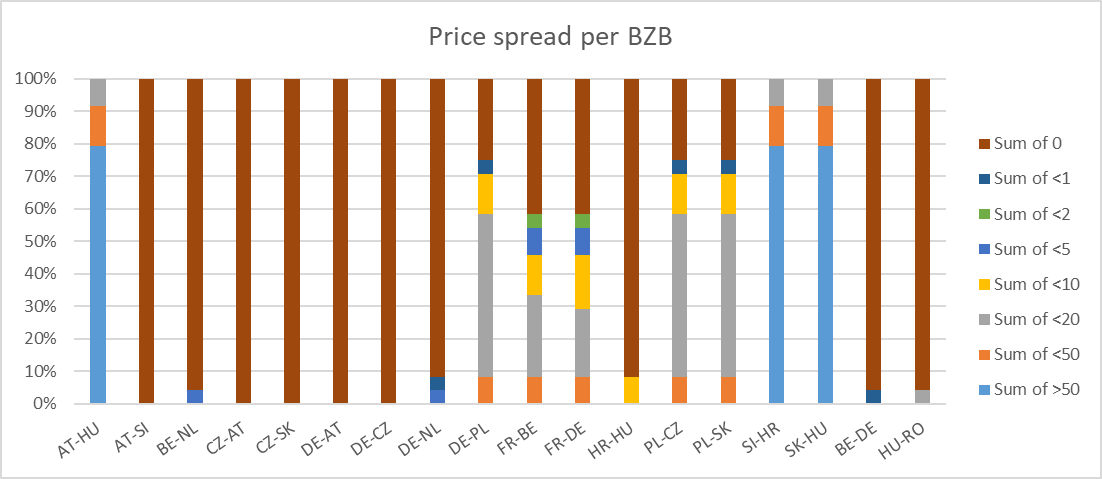 Price spread per BZB
100%
90%
80%
70%
60%
50%
40%
30%
20%
10%
0%
AT-HU
AT-SI
BE-NL
CZ-AT
CZ-SK
DE-AT
DE-CZ
DE-NL
DE-PL
FR-BE
FR-DE
HR-HU
PL-CZ
PL-SK
SI-HR
SK-HU
BE-DE
HU-RO
Sum of 0
Sum of <1
Sum of <2
Sum of <5
Sum of <10
Sum of <20
Sum of <50
Sum of >50